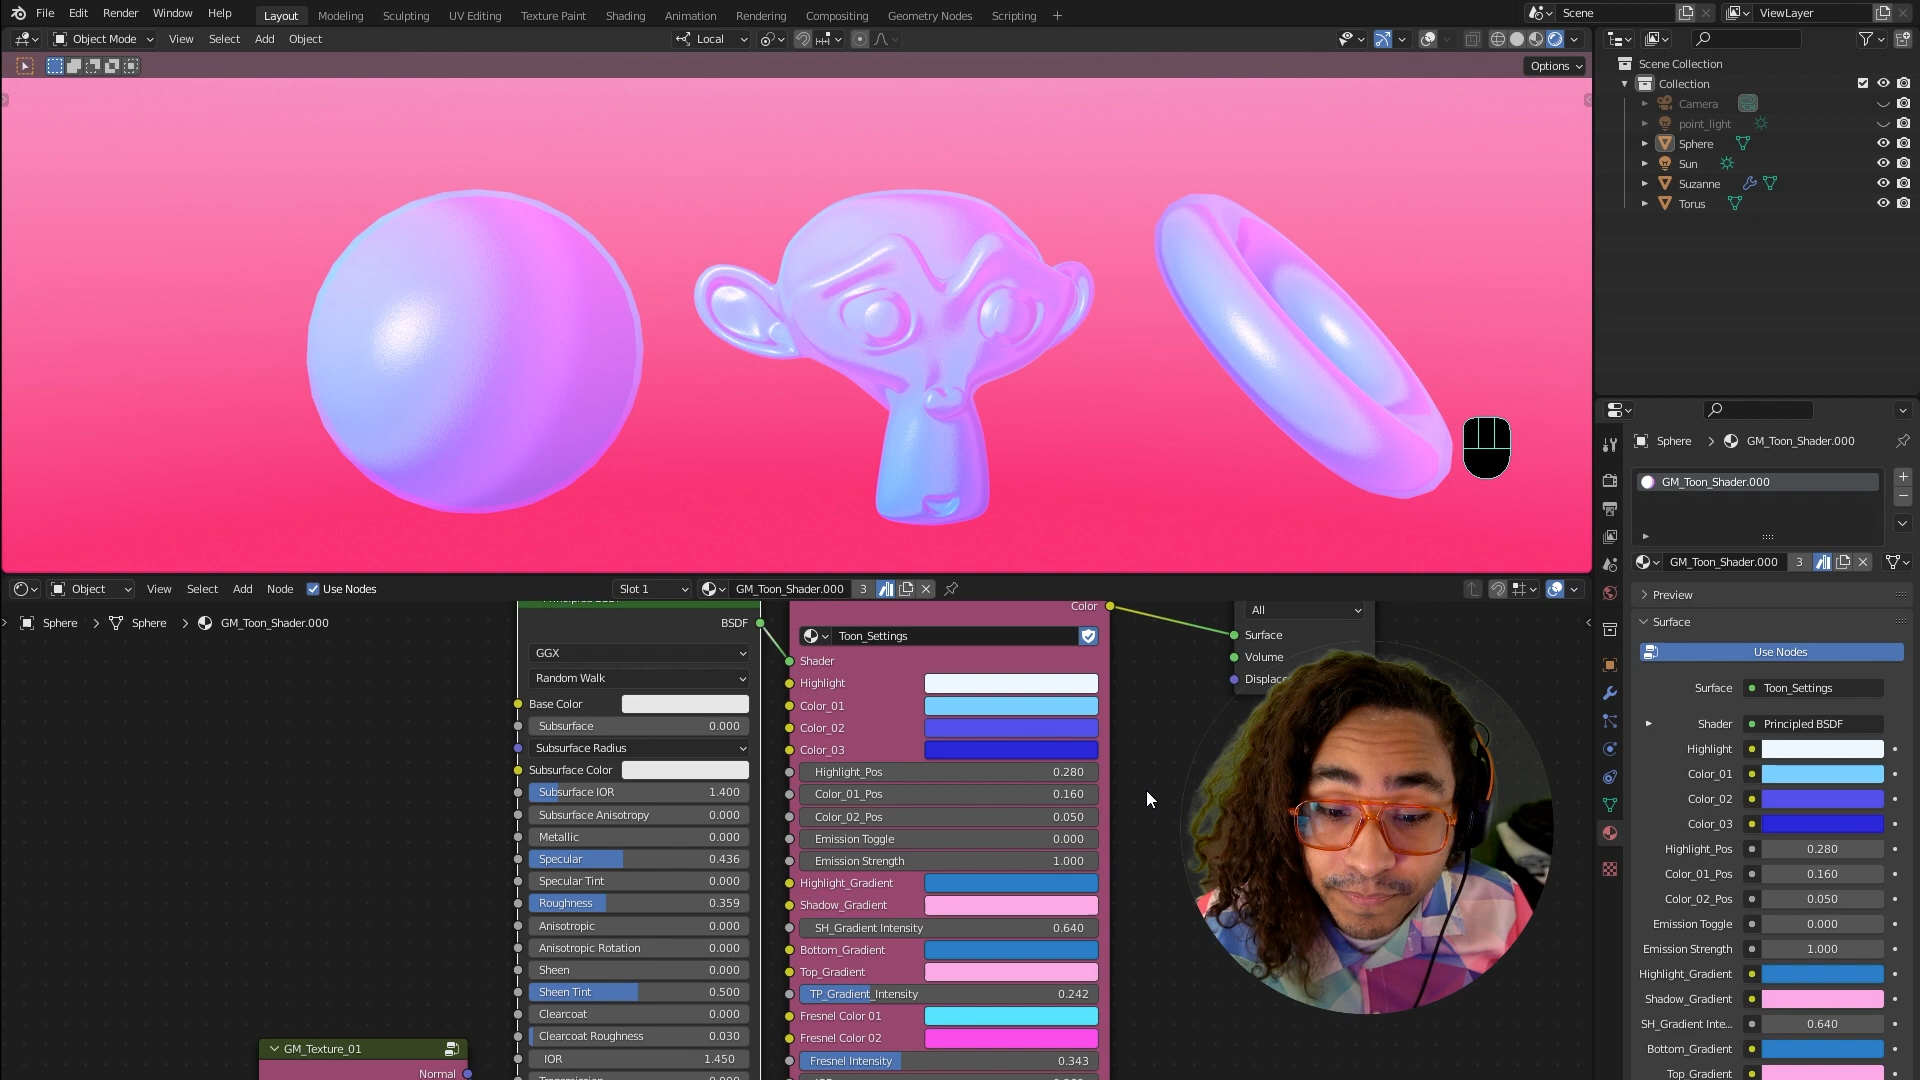 File Edit Render Window Help Layout Modeling Sculpting UV Editing Texture Paint Shading Animation Rendering Compositing Geometry Nodes Scripting + Scene ViewLayer
Object Mode View Select Add Object Local
Options
Scene Collection
Collection
Camera
point_light
Sphere
Sun
Suzanne
Torus
Sphere > GM_Toon_Shader.000
GM_Toon_Shader.000
GM_Toon_Shader.000 3
Preview
Surface
Use Nodes
Surface Toon_Settings
Shader Principled BSDF
Highlight
Color_01
Color_02
Color_03
Highlight_Pos 0.280
Color_01_Pos 0.160
Color_02_Pos 0.050
Emission Toggle 0.000
Emission Strength 1.000
Highlight_Gradient
Shadow_Gradient
SH_Gradient Inte... 0.640
Bottom_Gradient
Top_Gradient
Object View Select Add Node Use Nodes Slot 1 GM_Toon_Shader.000 3
Sphere > Sphere > GM_Toon_Shader.000
BSDF
GGX
Random Walk
Base Color
Subsurface 0.000
Subsurface Radius
Subsurface Color
Subsurface IOR 1.400
Subsurface Anisotropy 0.000
Metallic 0.000
Specular 0.436
Specular Tint 0.000
Roughness 0.359
Anisotropic 0.000
Anisotropic Rotation 0.000
Sheen 0.000
Sheen Tint 0.500
Clearcoat 0.000
Clearcoat Roughness 0.030
IOR 1.450
GM_Texture_01
Normal
Color
Toon_Settings
Shader
Highlight
Color_01
Color_02
Color_03
Highlight_Pos 0.280
Color_01_Pos 0.160
Color_02_Pos 0.050
Emission Toggle 0.000
Emission Strength 1.000
Highlight_Gradient
Shadow_Gradient
SH_Gradient Intensity 0.640
Bottom_Gradient
Top_Gradient
TP_Gradient_Intensity 0.242
Fresnel Color 01
Fresnel Color 02
Fresnel Intensity 0.343
All
Surface
Volume
Displace